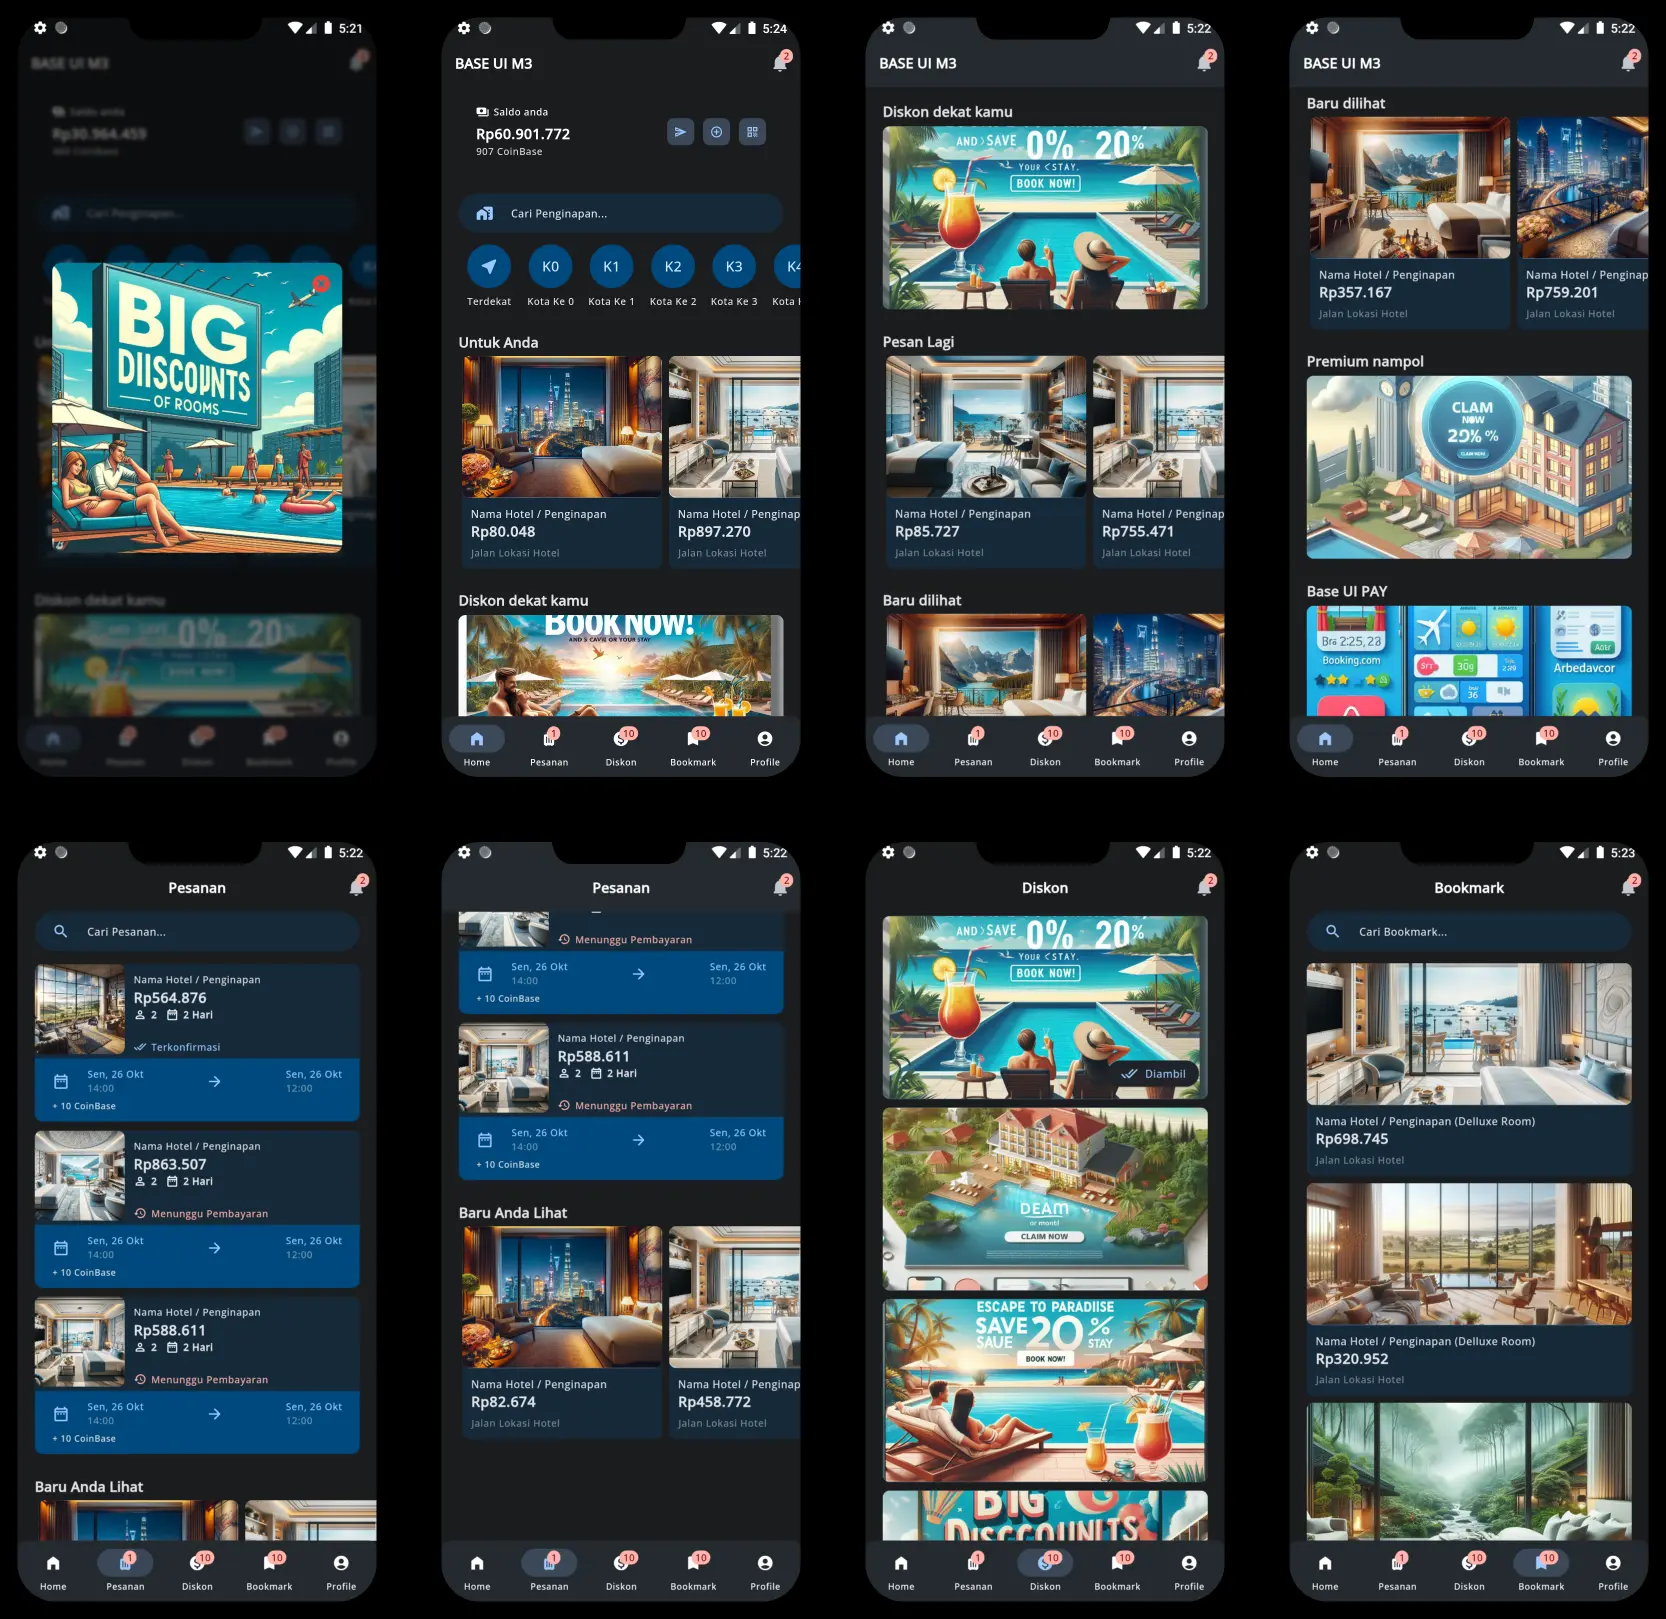 5:21
BASE UI M3
Saldo anda
Rp30.964.459
Cari Penginapan...
BIG
DIISCOUNTS
OF ROOMS
Diskon dekat kamu
0% 20%
BOOK NOW!
Home Pesanan Diskon Bookmark Profile
5:24
BASE UI M3
2
Saldo anda
Rp60.901.772
907 CoinBase
Cari Penginapan...
K0 K1 K2 K3 K4
Terdekat Kota Ke 0 Kota Ke 1 Kota Ke 2 Kota Ke 3
Untuk Anda
Nama Hotel / Penginapan
Rp80.048
Jalan Lokasi Hotel
Nama Hotel / Penginap
Rp897.270
Jalan Lokasi Hotel
Diskon dekat kamu
BOOK NOW!
AND S CAVIE OR YOUR STAY
1 10 10
Home Pesanan Diskon Bookmark Profile
5:22
BASE UI M3
2
Diskon dekat kamu
AND SAVE 0% 20%
YOUR STAY.
BOOK NOW!
Pesan Lagi
Nama Hotel / Penginapan
Rp85.727
Jalan Lokasi Hotel
Nama Hotel / Penginap
Rp755.471
Jalan Lokasi Hotel
Baru dilihat
1 10 10
Home Pesanan Diskon Bookmark Profile
5:22
BASE UI M3
2
Baru dilihat
Nama Hotel / Penginapan
Rp357.167
Jalan Lokasi Hotel
Nama Hotel / Penginap
Rp759.201
Jalan Lokasi Hotel
Premium nampol
CLAM
NOW
20% %
CLAIM NOW
Base UI PAY
Bre 2:25,28
Booking.com
30g
36
Aotr
Arbedavcor
1 10 10
Home Pesanan Diskon Bookmark Profile
5:22
Pesanan
2
Cari Pesanan...
Nama Hotel / Penginapan
Rp564.876
2 2 Hari
Terkonfirmasi
Sen, 26 Okt Sen, 26 Okt
14:00 12:00
+ 10 CoinBase
Nama Hotel / Penginapan
Rp863.507
2 2 Hari
Menunggu Pembayaran
Sen, 26 Okt Sen, 26 Okt
14:00 12:00
+ 10 CoinBase
Nama Hotel / Penginapan
Rp588.611
2 2 Hari
Menunggu Pembayaran
Sen, 26 Okt Sen, 26 Okt
14:00 12:00
+ 10 CoinBase
Baru Anda Lihat
1 10 10
Home Pesanan Diskon Bookmark Profile
5:22
Pesanan
2
Menunggu Pembayaran
Sen, 26 Okt Sen, 26 Okt
14:00 12:00
+ 10 CoinBase
Nama Hotel / Penginapan
Rp588.611
2 2 Hari
Menunggu Pembayaran
Sen, 26 Okt Sen, 26 Okt
14:00 12:00
+ 10 CoinBase
Baru Anda Lihat
Nama Hotel / Penginapan
Rp82.674
Jalan Lokasi Hotel
Nama Hotel / Penginap
Rp458.772
Jalan Lokasi Hotel
1 10 10
Home Pesanan Diskon Bookmark Profile
5:22
Diskon
2
AND SAVE 0% 20%
YOUR STAY.
BOOK NOW!
Diambil
DEAM
or month
CLAIM NOW
ESCAPE TO PARADIISE
SAVE 20%
SAUE STAY
BOOK NOW!
BIG
DISCCOUNITS
1 10 10
Home Pesanan Diskon Bookmark Profile
5:23
Bookmark
2
Cari Bookmark...
Nama Hotel / Penginapan (Delluxe Room)
Rp698.745
Jalan Lokasi Hotel
Nama Hotel / Penginapan (Delluxe Room)
Rp320.952
Jalan Lokasi Hotel
1 10 10
Home Pesanan Diskon Bookmark Profile